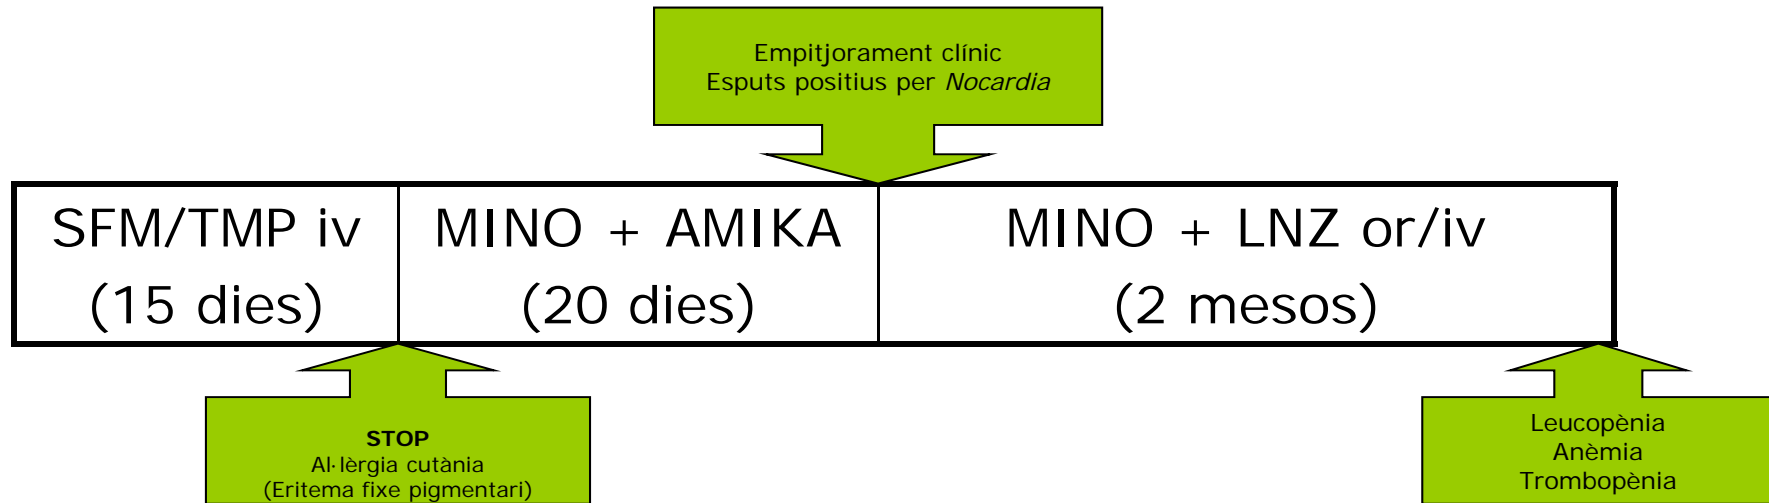 Empitjorament clínic
Esputs positius per Nocardia
SFM/TMP iv
(15 dies)
MINO + AMIKA
(20 dies)
MINO + LNZ or/iv
(2 mesos)
STOP
Al·lèrgia cutània
(Eritema fixe pigmentari)
Leucopènia
Anèmia
Trombopènia